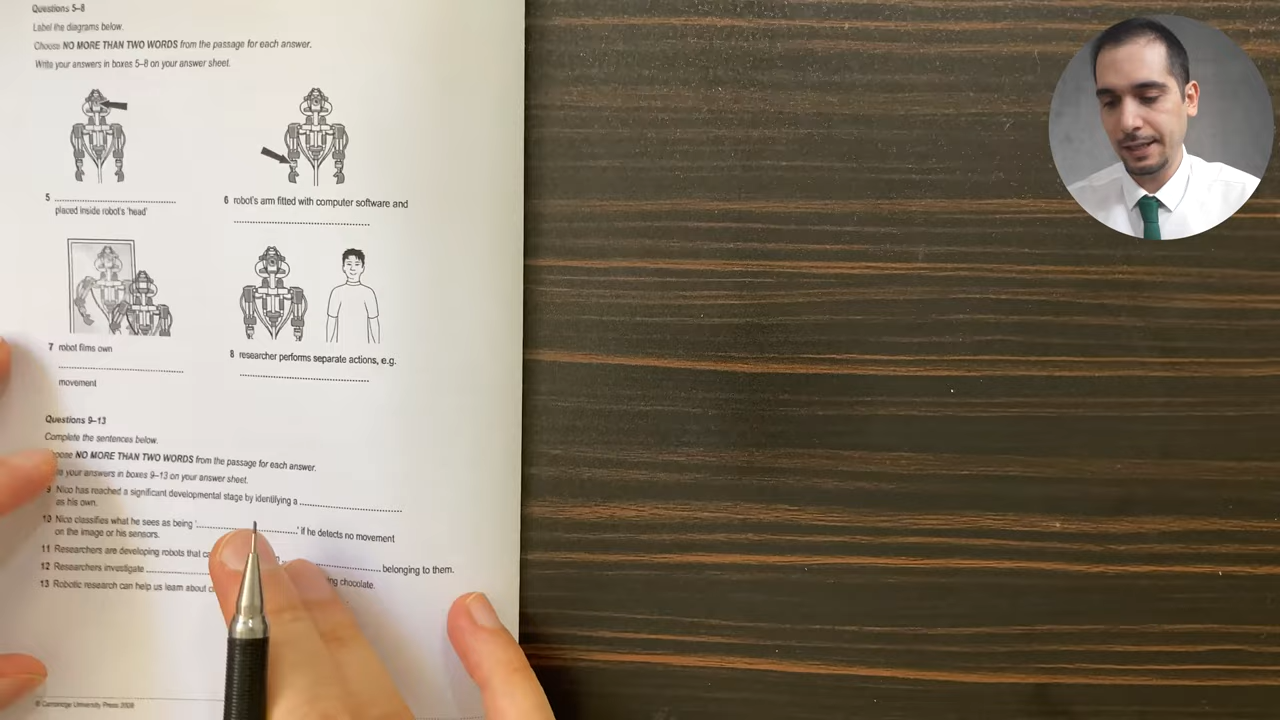 Questions 5–8
Label the diagrams below.
Choose NO MORE THAN TWO WORDS from the passage for each answer.
Write your answers in boxes 5–8 on your answer sheet.
5 ........................................
placed inside robot's 'head'
6 robot's arm fitted with computer software and
........................................
7 robot films own
........................................
movement
8 researcher performs separate actions, e.g.
........................................
Questions 9–13
Complete the sentences below.
NO MORE THAN TWO WORDS from the passage for each answer.
your answers in boxes 9–13 on your answer sheet.
9 Nico has reached a significant developmental stage by identifying a ..............................
as his own.
10 Nico classifies what he sees as being '..............................' if he detects no movement
on the image or his sensors.
11 Researchers are developing robots that .................... belonging to them.
12 Researchers investigate .................... chocolate.
13 Robotic research can help us learn about
© Cambridge University Press 2009